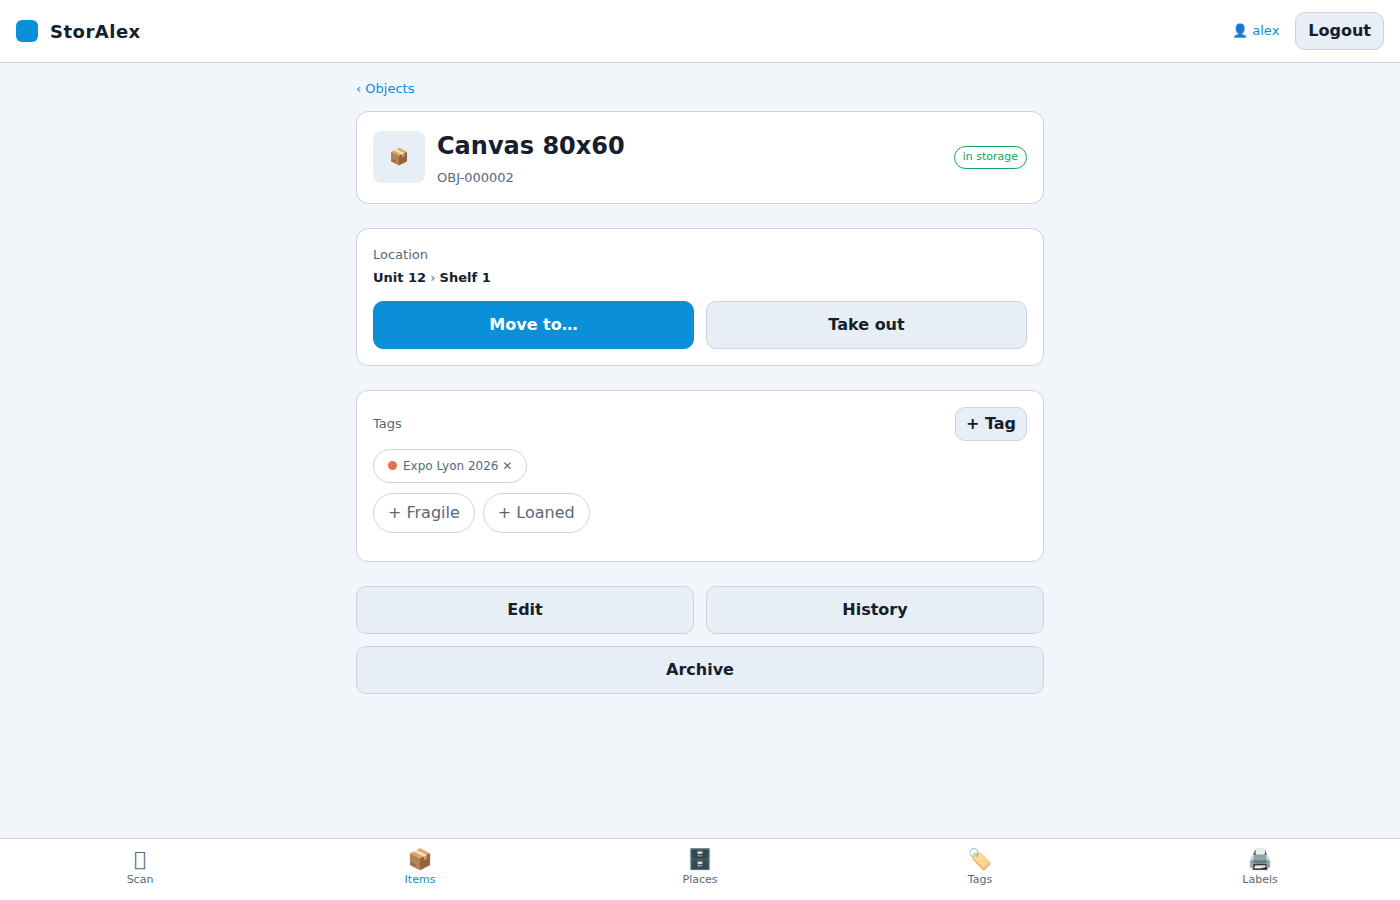 StorAlex
alex
Logout
‹ Objects
Canvas 80x60
OBJ-000002
in storage
Location
Unit 12 › Shelf 1
Move to…
Take out
Tags
+ Tag
Expo Lyon 2026 ✕
+ Fragile
+ Loaned
Edit
History
Archive
Scan
Items
Places
Tags
Labels